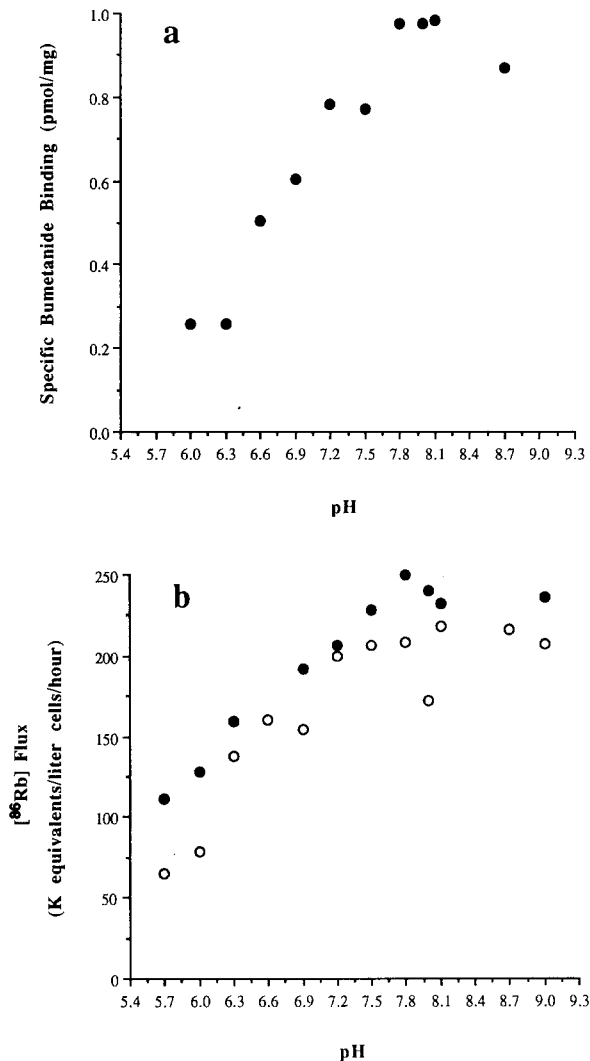 a
Specific Bumetanide Binding (pmol/mg)
1.0
0.8
0.6
0.4
0.2
0.0
5.4 5.7 6.0 6.3 6.6 6.9 7.2 7.5 7.8 8.1 8.4 8.7 9.0 9.3
pH
b
[86Rb] Flux
(K equivalents/liter cells/hour)
250
200
150
100
50
0
5.4 5.7 6.0 6.3 6.6 6.9 7.2 7.5 7.8 8.1 8.4 8.7 9.0 9.3
pH